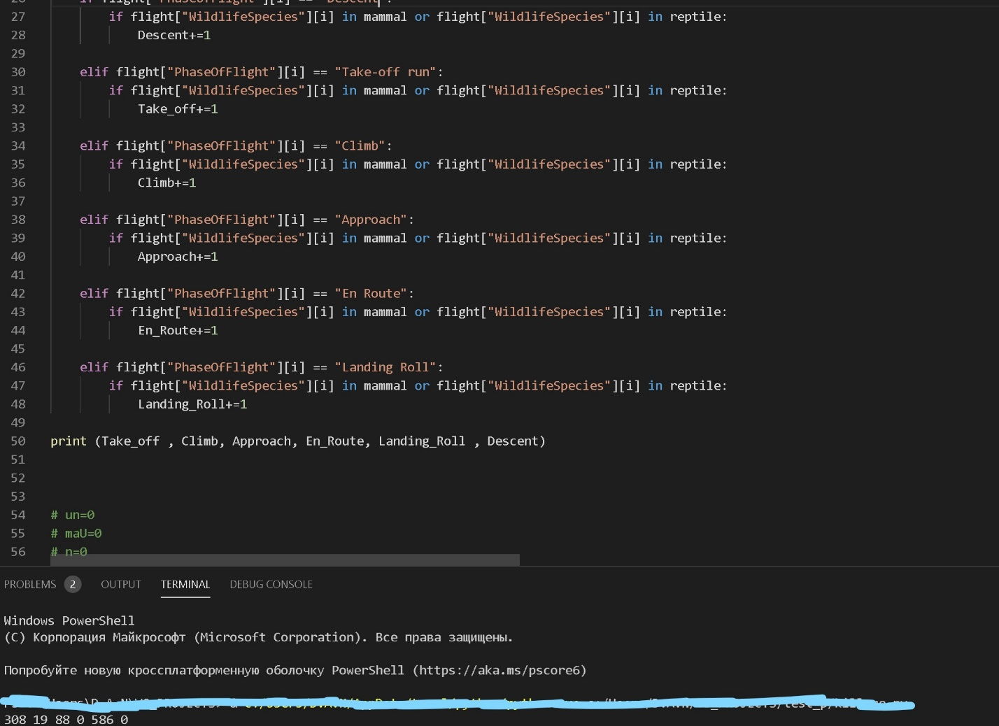 26 if flight["PhaseOfFlight"][i] == "Descent":
27 if flight["WildlifeSpecies"][i] in mammal or flight["WildlifeSpecies"][i] in reptile:
28 Descent+=1
29
30 elif flight["PhaseOfFlight"][i] == "Take-off run":
31 if flight["WildlifeSpecies"][i] in mammal or flight["WildlifeSpecies"][i] in reptile:
32 Take_off+=1
33
34 elif flight["PhaseOfFlight"][i] == "Climb":
35 if flight["WildlifeSpecies"][i] in mammal or flight["WildlifeSpecies"][i] in reptile:
36 Climb+=1
37
38 elif flight["PhaseOfFlight"][i] == "Approach":
39 if flight["WildlifeSpecies"][i] in mammal or flight["WildlifeSpecies"][i] in reptile:
40 Approach+=1
41
42 elif flight["PhaseOfFlight"][i] == "En Route":
43 if flight["WildlifeSpecies"][i] in mammal or flight["WildlifeSpecies"][i] in reptile:
44 En_Route+=1
45
46 elif flight["PhaseOfFlight"][i] == "Landing Roll":
47 if flight["WildlifeSpecies"][i] in mammal or flight["WildlifeSpecies"][i] in reptile:
48 Landing_Roll+=1
49
50 print (Take_off , Climb, Approach, En_Route, Landing_Roll , Descent)
51
52
53
54 # un=0
55 # maU=0
56 # n=0
PROBLEMS 2 OUTPUT TERMINAL DEBUG CONSOLE
Windows PowerShell
(C) Корпорация Майкрософт (Microsoft Corporation). Все права защищены.
Попробуйте новую кроссплатформенную оболочку PowerShell (https://aka.ms/pscore6)
308 19 88 0 586 0